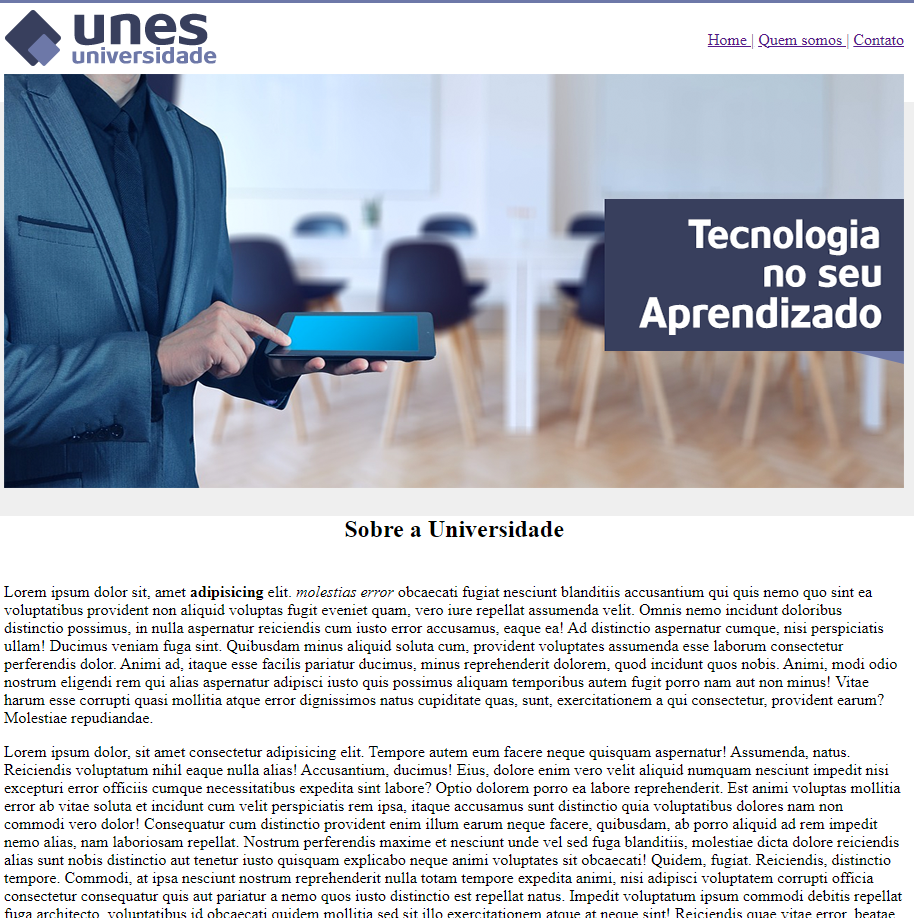 unes
universidade
Home | Quem somos | Contato
Tecnologia
no seu
Aprendizado
Sobre a Universidade
Lorem ipsum dolor sit, amet adipisicing elit. molestias error obcaecati fugiat nesciunt blanditiis accusantium qui quis nemo quo sint ea
voluptatibus provident non aliquid voluptas fugit eveniet quam, vero iure repellat assumenda velit. Omnis nemo incidunt doloribus
distinctio possimus, in nulla aspernatur reiciendis cum iusto error accusamus, eaque ea! Ad distinctio aspernatur cumque, nisi perspiciatis
ullam! Ducimus veniam fuga sint. Quibusdam minus aliquid soluta cum, provident voluptates assumenda esse laborum consectetur
perferendis dolor. Animi ad, itaque esse facilis pariatur ducimus, minus reprehenderit dolorem, quod incidunt quos nobis. Animi, modi odio
nostrum eligendi rem qui alias aspernatur adipisci iusto quis possimus aliquam temporibus autem fugit porro nam aut non minus! Vitae
harum esse corrupti quasi mollitia atque error dignissimos natus cupiditate quas, sunt, exercitationem a qui consectetur, provident earum?
Molestiae repudiandae.
Lorem ipsum dolor, sit amet consectetur adipisicing elit. Tempore autem eum facere neque quisquam aspernatur! Assumenda, natus.
Reiciendis voluptatum nihil eaque nulla alias! Accusantium, ducimus! Eius, dolore enim vero velit aliquid numquam nesciunt impedit nisi
excepturi error officiis cumque necessitatibus expedita sint labore? Optio dolorem porro ea labore reprehenderit. Est animi voluptas mollitia
error ab vitae soluta et incidunt cum velit perspiciatis rem ipsa, itaque accusamus sunt distinctio quia voluptatibus dolores nam non
commodi vero dolor! Consequatur cum distinctio provident enim illum earum neque facere, quibusdam, ab porro aliquid ad rem impedit
nemo alias, nam laboriosam repellat. Nostrum perferendis maxime et nesciunt unde vel sed fuga blanditiis, molestiae dicta dolore reiciendis
alias sunt nobis distinctio aut tenetur iusto quisquam explicabo neque animi voluptates sit obcaecati! Quidem, fugiat. Reiciendis, distinctio
tempore. Commodi, at ipsa nesciunt nostrum reprehenderit nulla totam tempore expedita animi, nisi adipisci voluptatem corrupti officia
consectetur consequatur quis aut pariatur a nemo quos iusto distinctio est repellat natus. Impedit voluptatum ipsum commodi debitis repellat
fuga architecto, voluptatibus id obcaecati quidem mollitia sed sit illo exercitationem atque at neque sint! Reiciendis quae vitae error, beatae